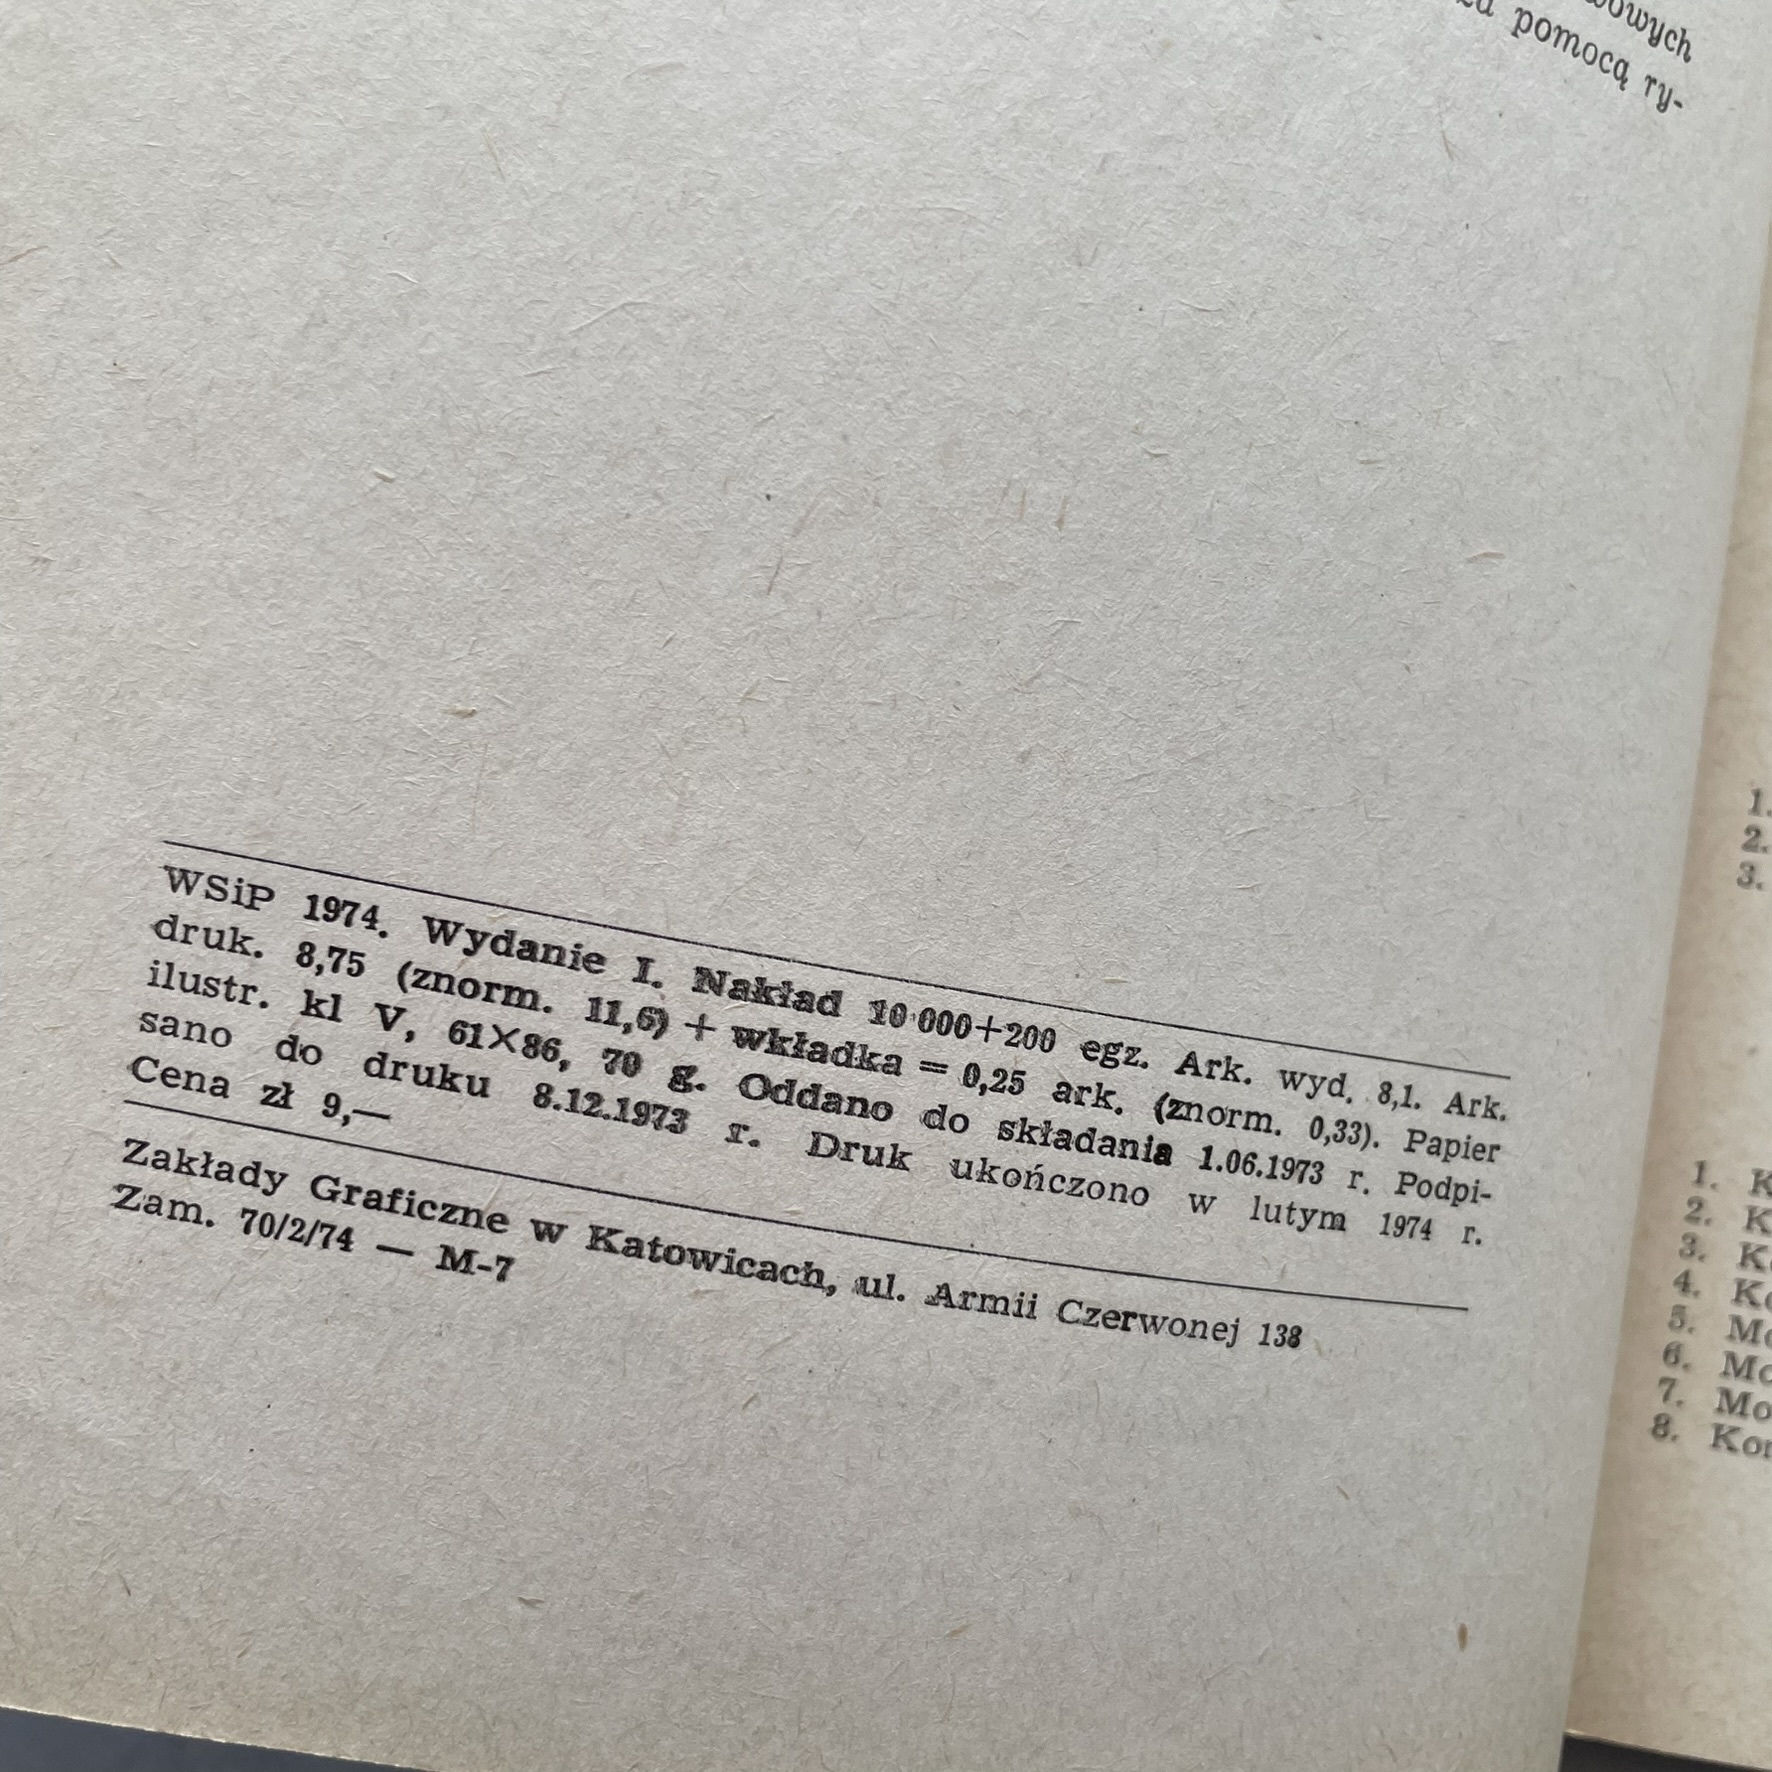 pomocą ry-
WSiP 1974. Wydanie I. Nakład 10 000+200 egz. Ark. wyd. 8,1. Ark.
druk. 8,75 (znorm. 11,6) + wkładka = 0,25 ark. (znorm. 0,33). Papier
ilustr. kl V, 61×86, 70 g. Oddano do składania 1.06.1973 r. Podpi-
sano do druku 8.12.1973 r. Druk ukończono w lutym 1974 r.
Cena zł 9,—
Zakłady Graficzne w Katowicach, ul. Armii Czerwonej 138
Zam. 70/2/74 — M-7
1.
2.
3.
1. K
2. K
3. K
4. Ko
5. Mo
6. Mo
7. Mo
8. Kon